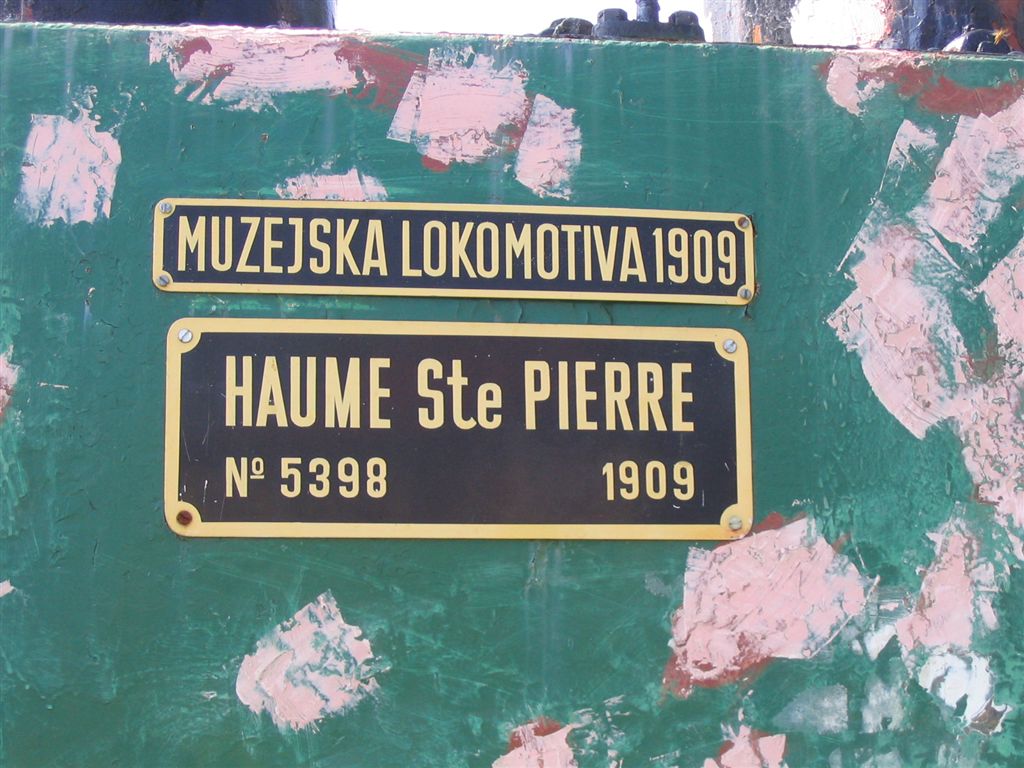 MUZEJSKA LOKOMOTIVA 1909
HAUME Ste PIERRE
Nº 5398 1909